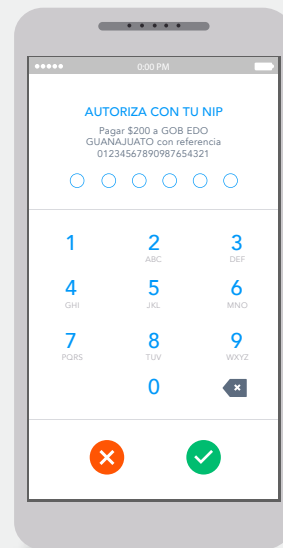 0:00 PM
AUTORIZA CON TU NIP
Pagar $200 a GOB EDO
GUANAJUATO con referencia
01234567890987654321
1 2 3
ABC DEF
4 5 6
GHI JKL MNO
7 8 9
PQRS TUV WXYZ
0